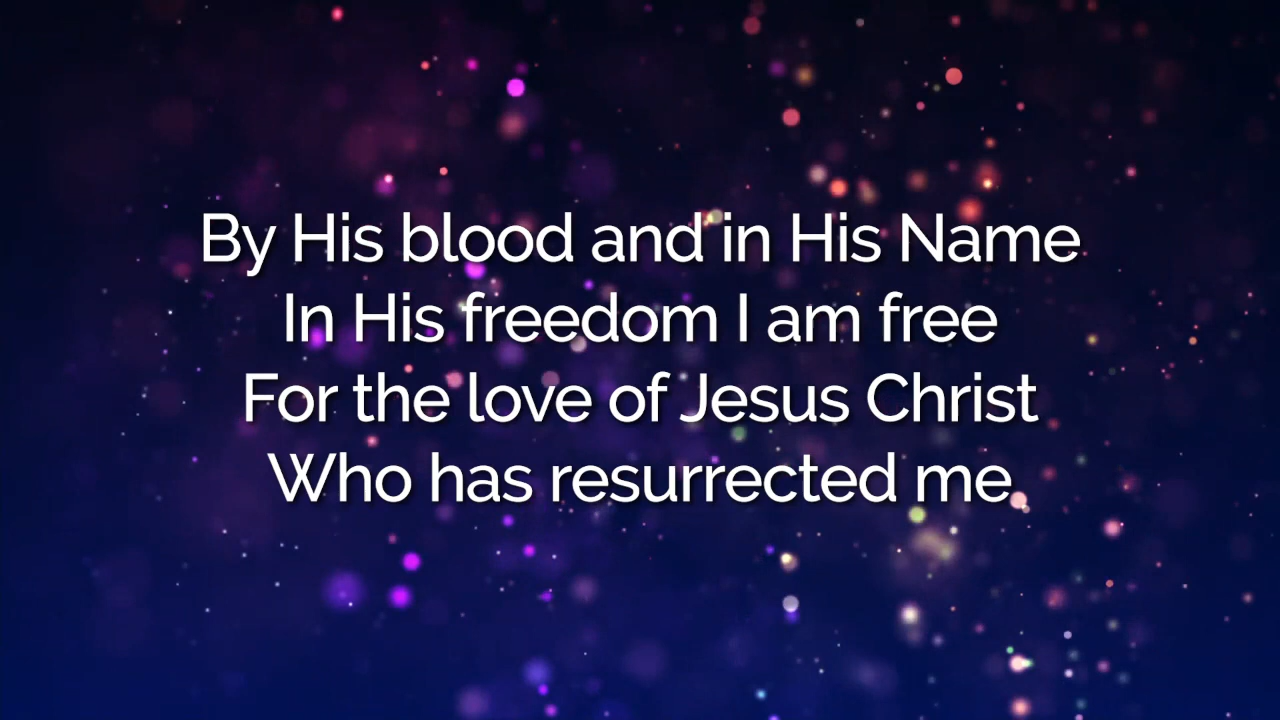 By His blood and in His Name
In His freedom I am free
For the love of Jesus Christ
Who has resurrected me